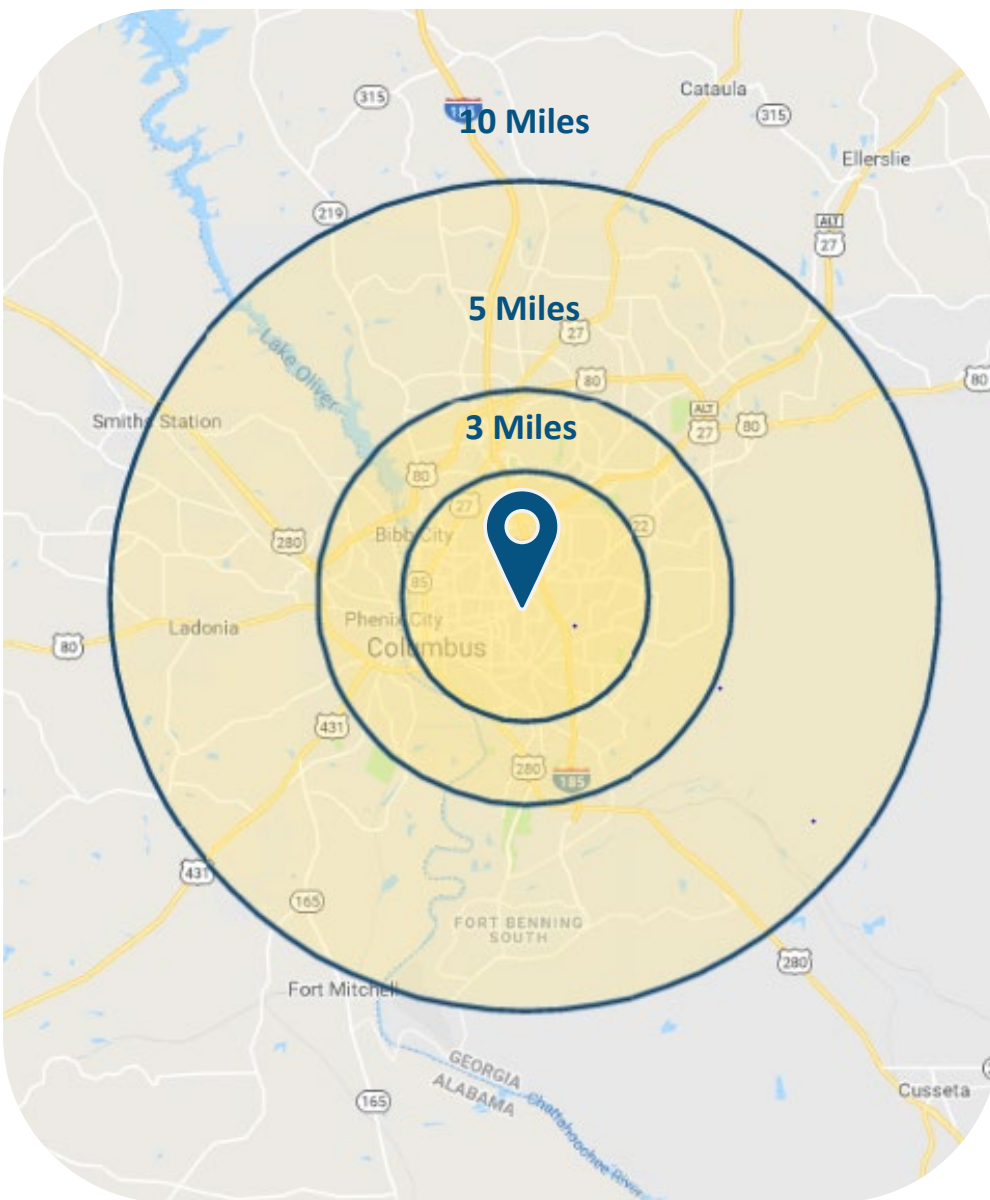 Cataula
315
315
185
10 Miles
Ellerslie
219
ALT
27
5 Miles
27
Lake Oliver
80
80
ALT
27
80
Smiths Station
3 Miles
80
27
22
Bibb City
280
85
Phenix City
Ladonia
80
Columbus
431
280
185
431
165
FORT BENNING
SOUTH
280
Fort Mitchell
GEORGIA
ALABAMA
Cusseta
165
Chattahoochee River